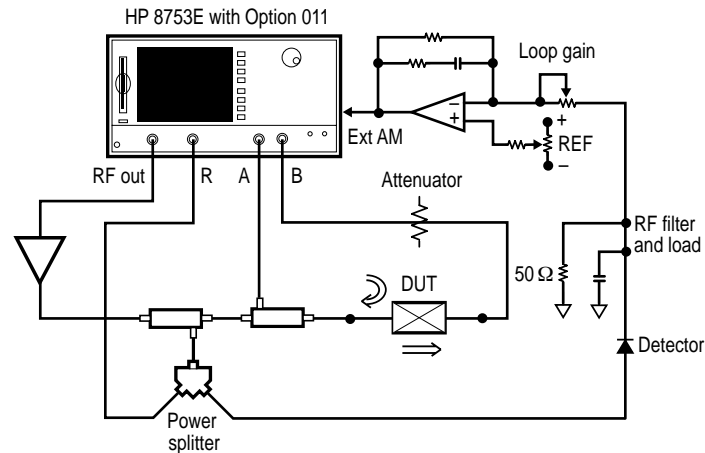 HP 8753E with Option 011
Loop gain
Ext AM
+
REF
–
–
+
RF out
R
A
B
Attenuator
RF filter
and load
50 Ω
DUT
Detector
Power
splitter